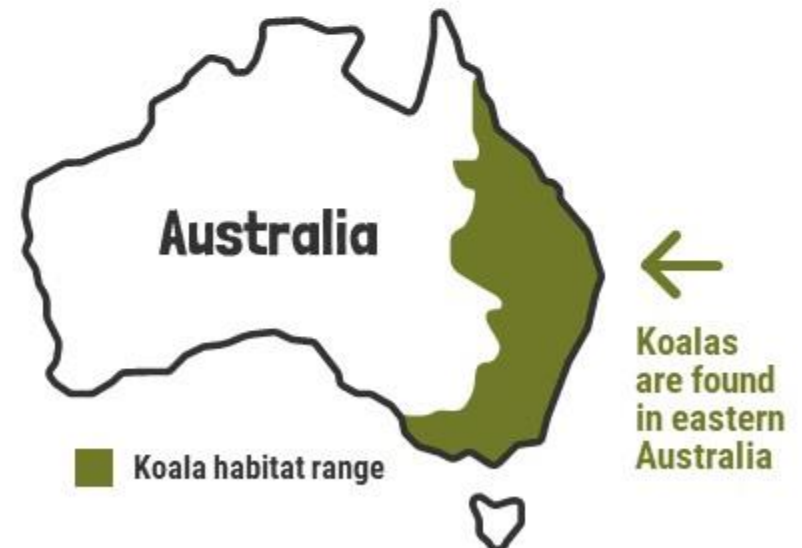 Australia
Koalas
are found
in eastern
Australia
Koala habitat range